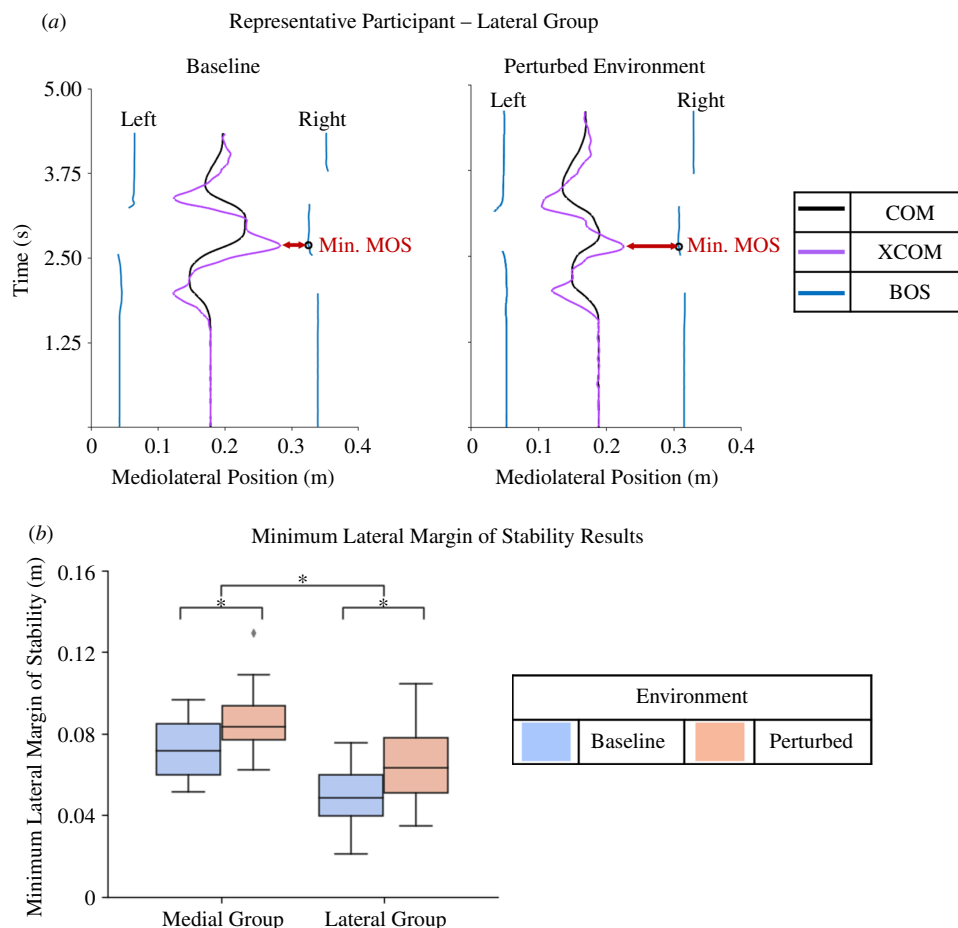 (a) Representative Participant – Lateral Group
Baseline
Perturbed Environment
5.00
3.75
2.50
1.25
Time (s)
Left
Right
Min. MOS
0 0.1 0.2 0.3 0.4
Mediolateral Position (m)
Left
Right
Min. MOS
0 0.1 0.2 0.3 0.4
Mediolateral Position (m)
COM
XCOM
BOS
(b) Minimum Lateral Margin of Stability Results
Minimum Lateral Margin of Stability (m)
0.16
0.12
0.08
0.04
0
*
* *
Medial Group Lateral Group
Environment
Baseline Perturbed